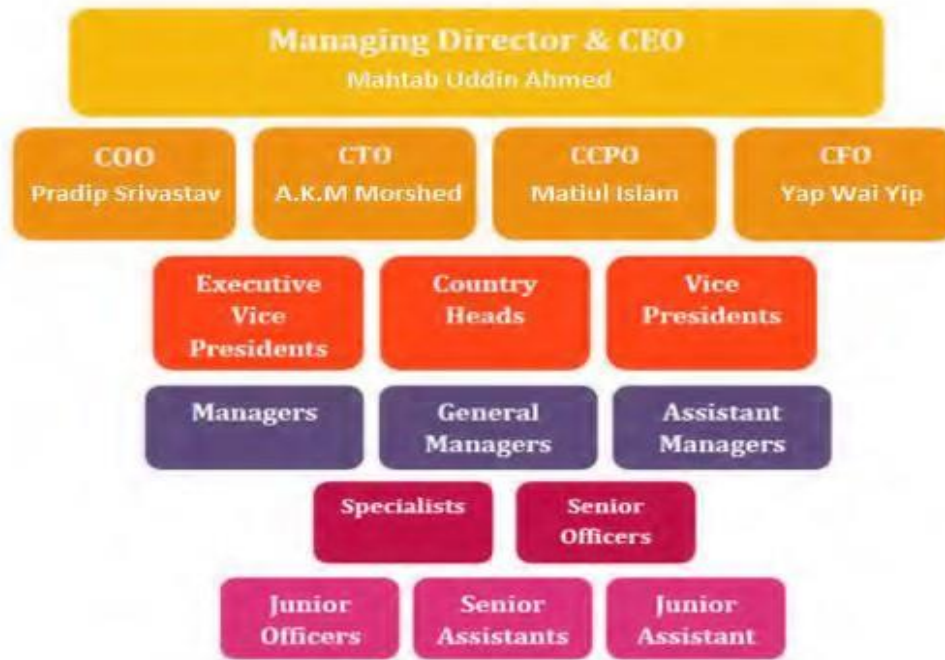 Managing Director & CEO
Mahtab Uddin Ahmed
COO
Pradip Srivastav
CTO
A.K.M Morshed
CCPO
Matiul Islam
CFO
Yap Wai Yip
Executive
Vice
Presidents
Country
Heads
Vice
Presidents
Managers
General
Managers
Assistant
Managers
Specialists
Senior
Officers
Junior
Officers
Senior
Assistants
Junior
Assistant